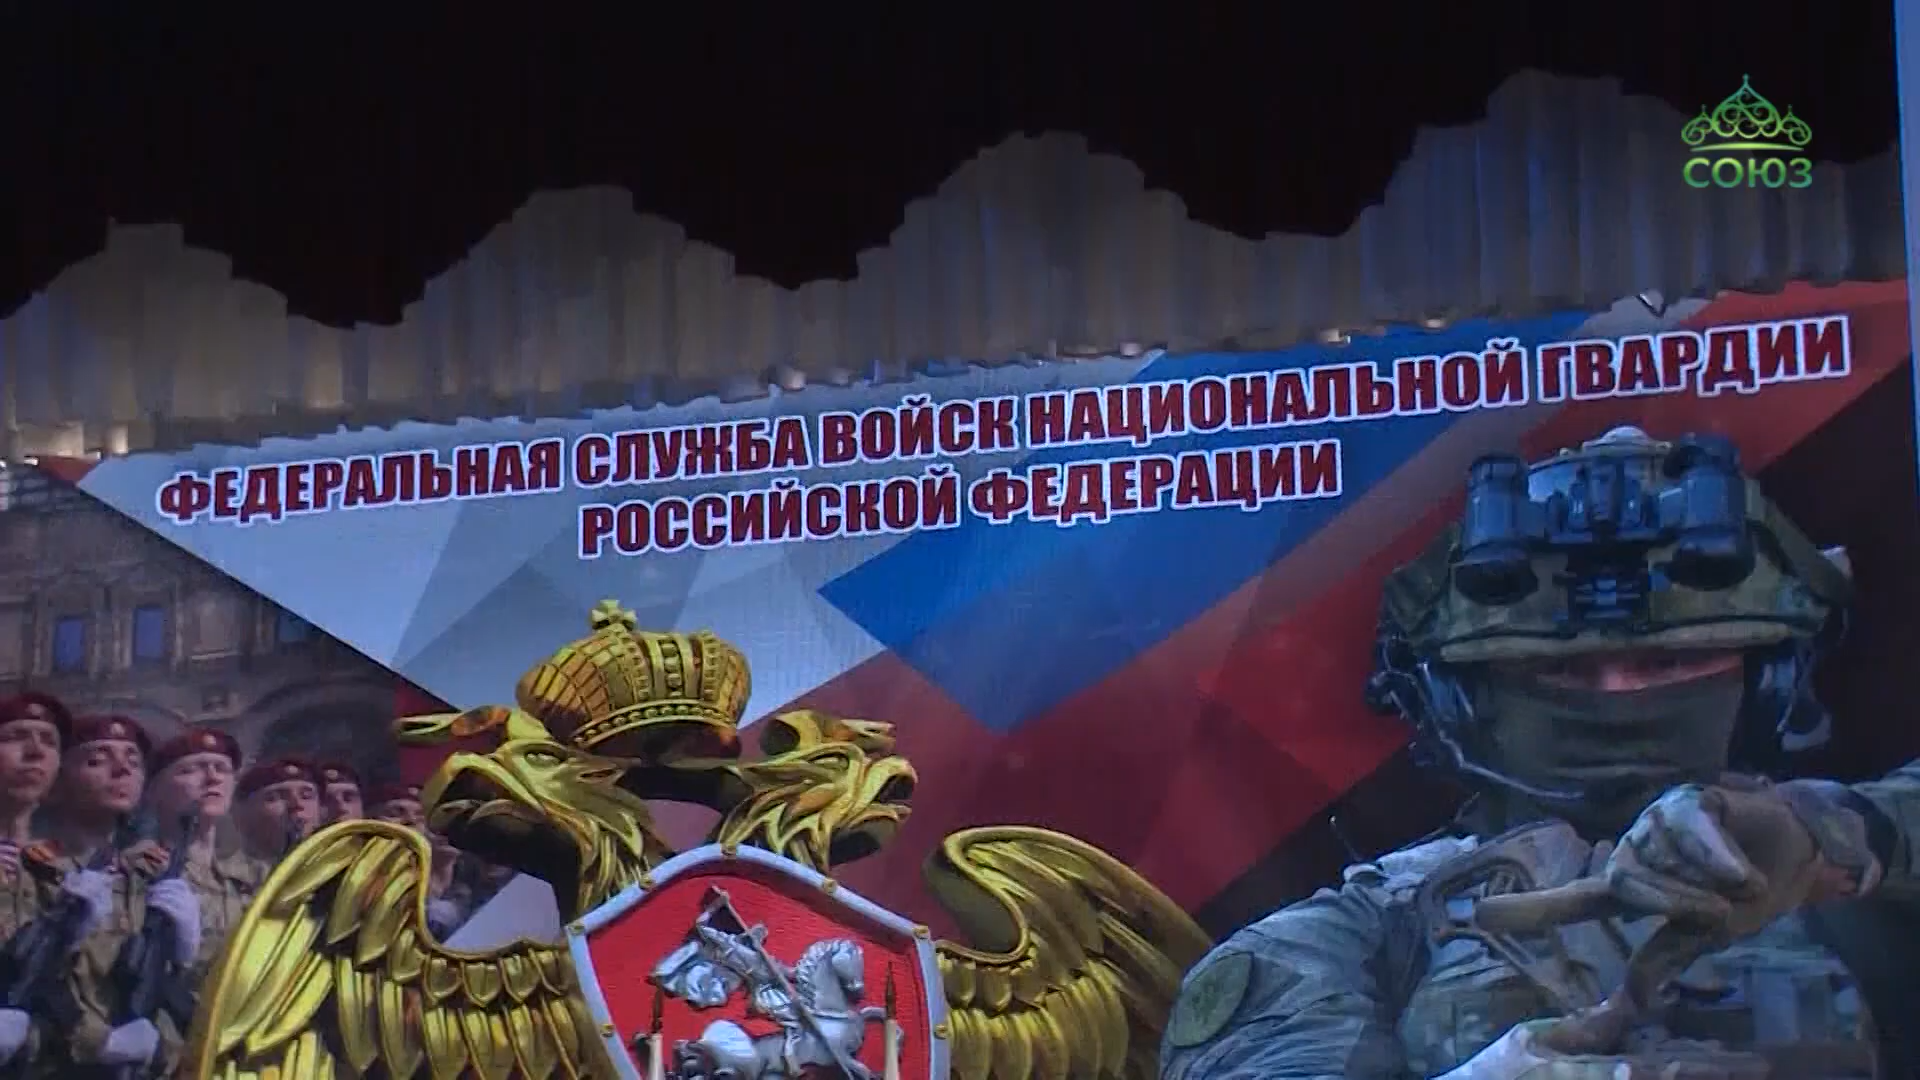 СОЮЗ
ФЕДЕРАЛЬНАЯ СЛУЖБА ВОЙСК НАЦИОНАЛЬНОЙ ГВАРДИИ
РОССИЙСКОЙ ФЕДЕРАЦИИ